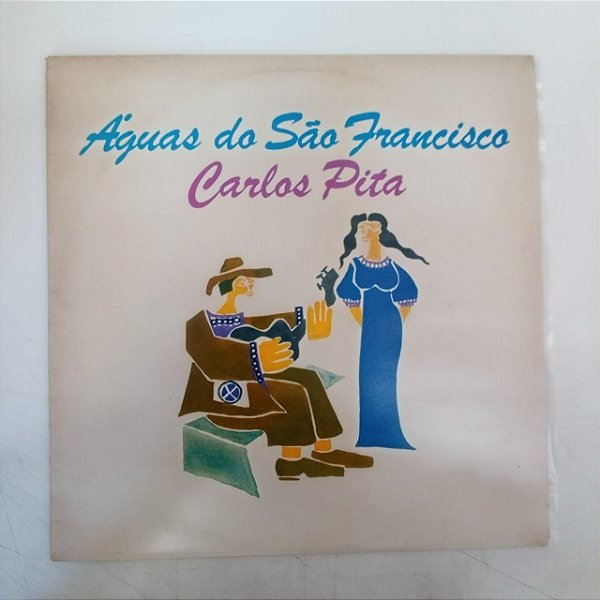 Águas do São Francisco
Carlos Pita